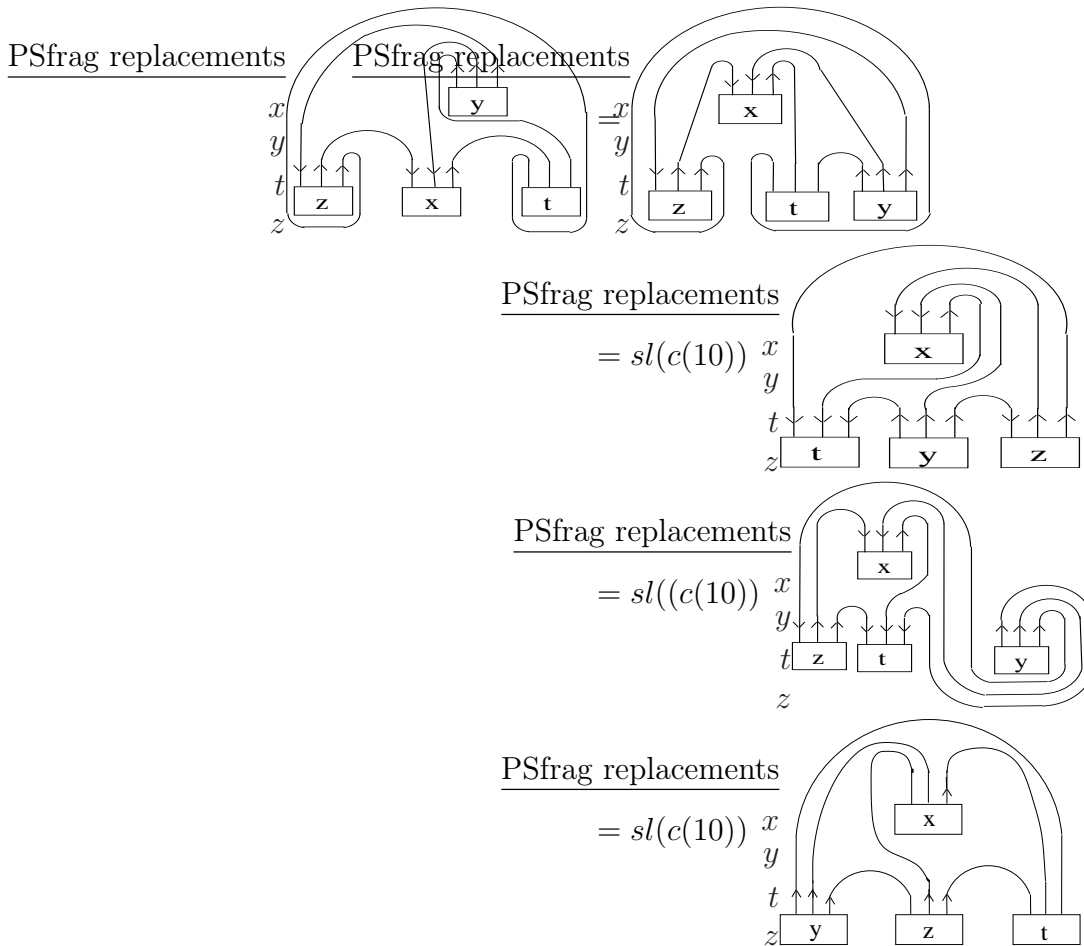 PSfrag replacements
PSfrag replacements
y
x
y
t
z
z
x
t
=
x
y
t
z
x
z
t
y
PSfrag replacements
= sl(c(10))
x
y
t
z
x
t
y
z
PSfrag replacements
= sl((c(10))
x
y
t
z
x
z
t
y
PSfrag replacements
= sl(c(10))
x
y
t
z
x
y
z
t